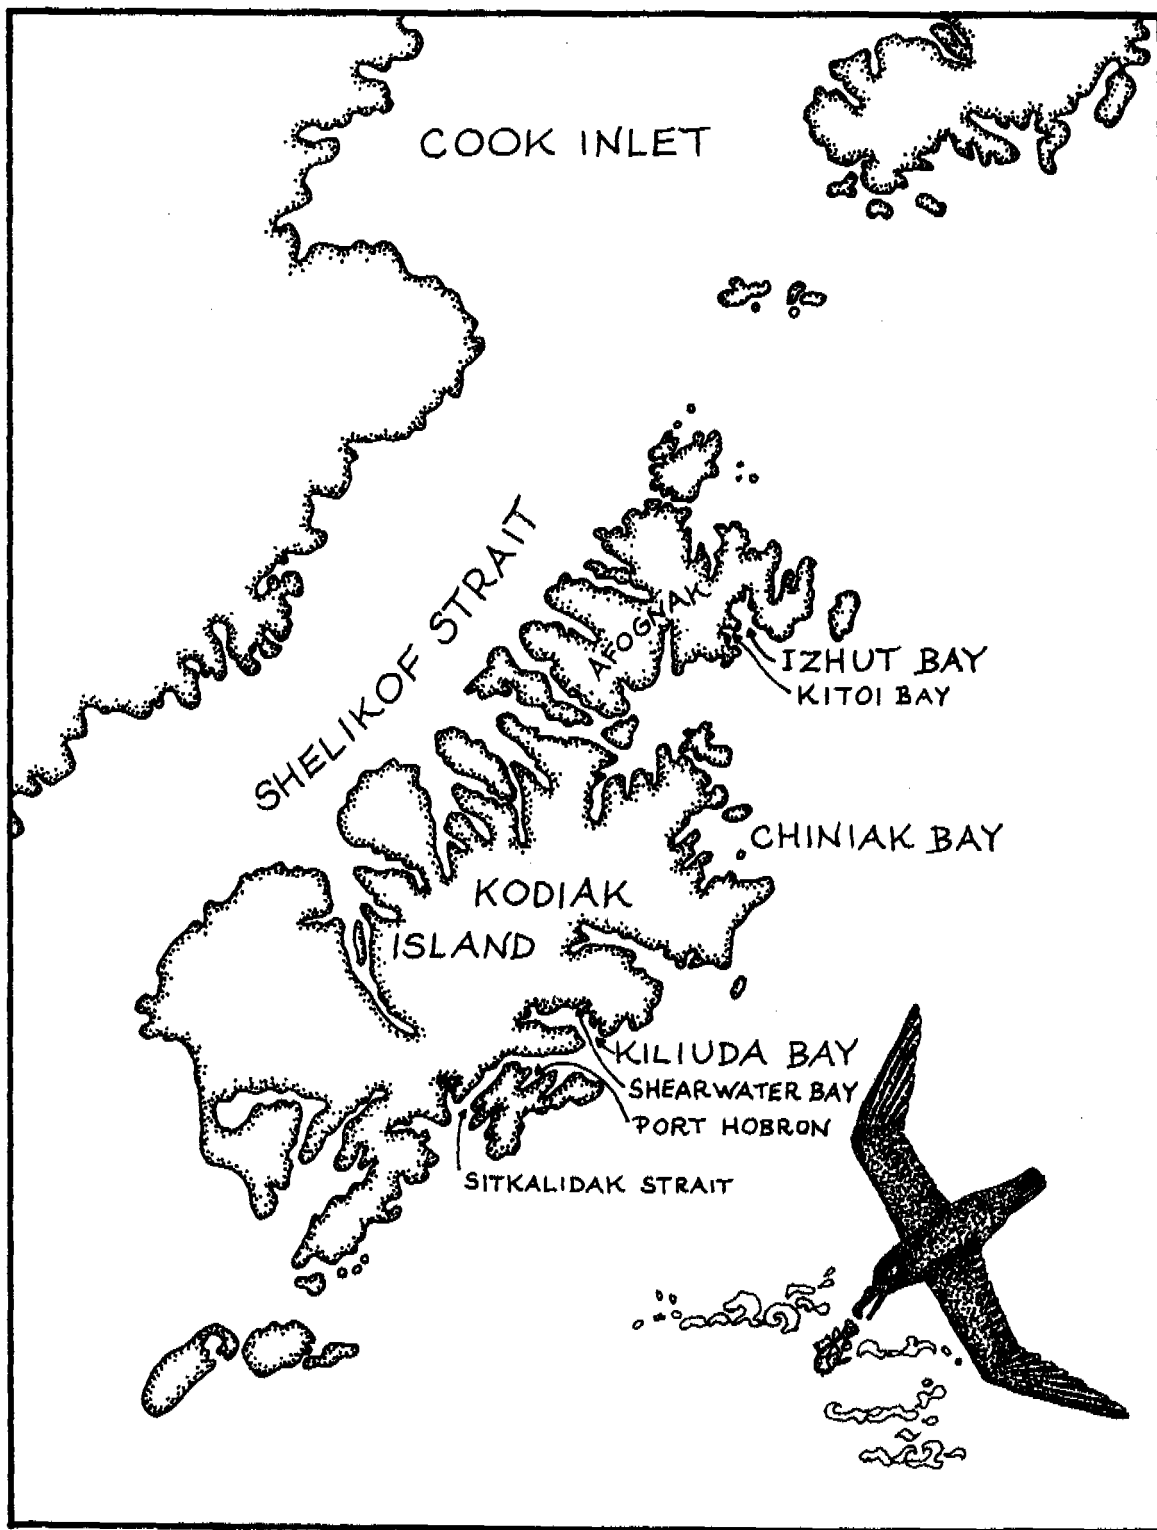 COOK INLET
SHELIKOF STRAIT
AFOGNAK
IZHUT BAY
KITOI BAY
CHINIAK BAY
KODIAK
ISLAND
KILIUDA BAY
SHEARWATER BAY
PORT HOBRON
SITKALIDAK STRAIT